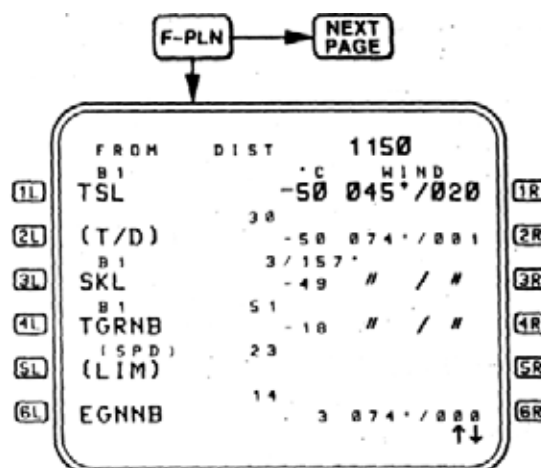 F-PLN NEXT PAGE
FROM DIST 1150
B1 °C WIND
1L TSL -50 045°/020 1R
30
2L (T/D) -50 074°/001 2R
B1 3/157°
3L SKL -49 " / " 3R
B1 51
4L TGRNB -18 " / " 4R
(SPD) 23
5L (LIM) 5R
14
6L EGNNB 3 074°/000 6R
↑↓